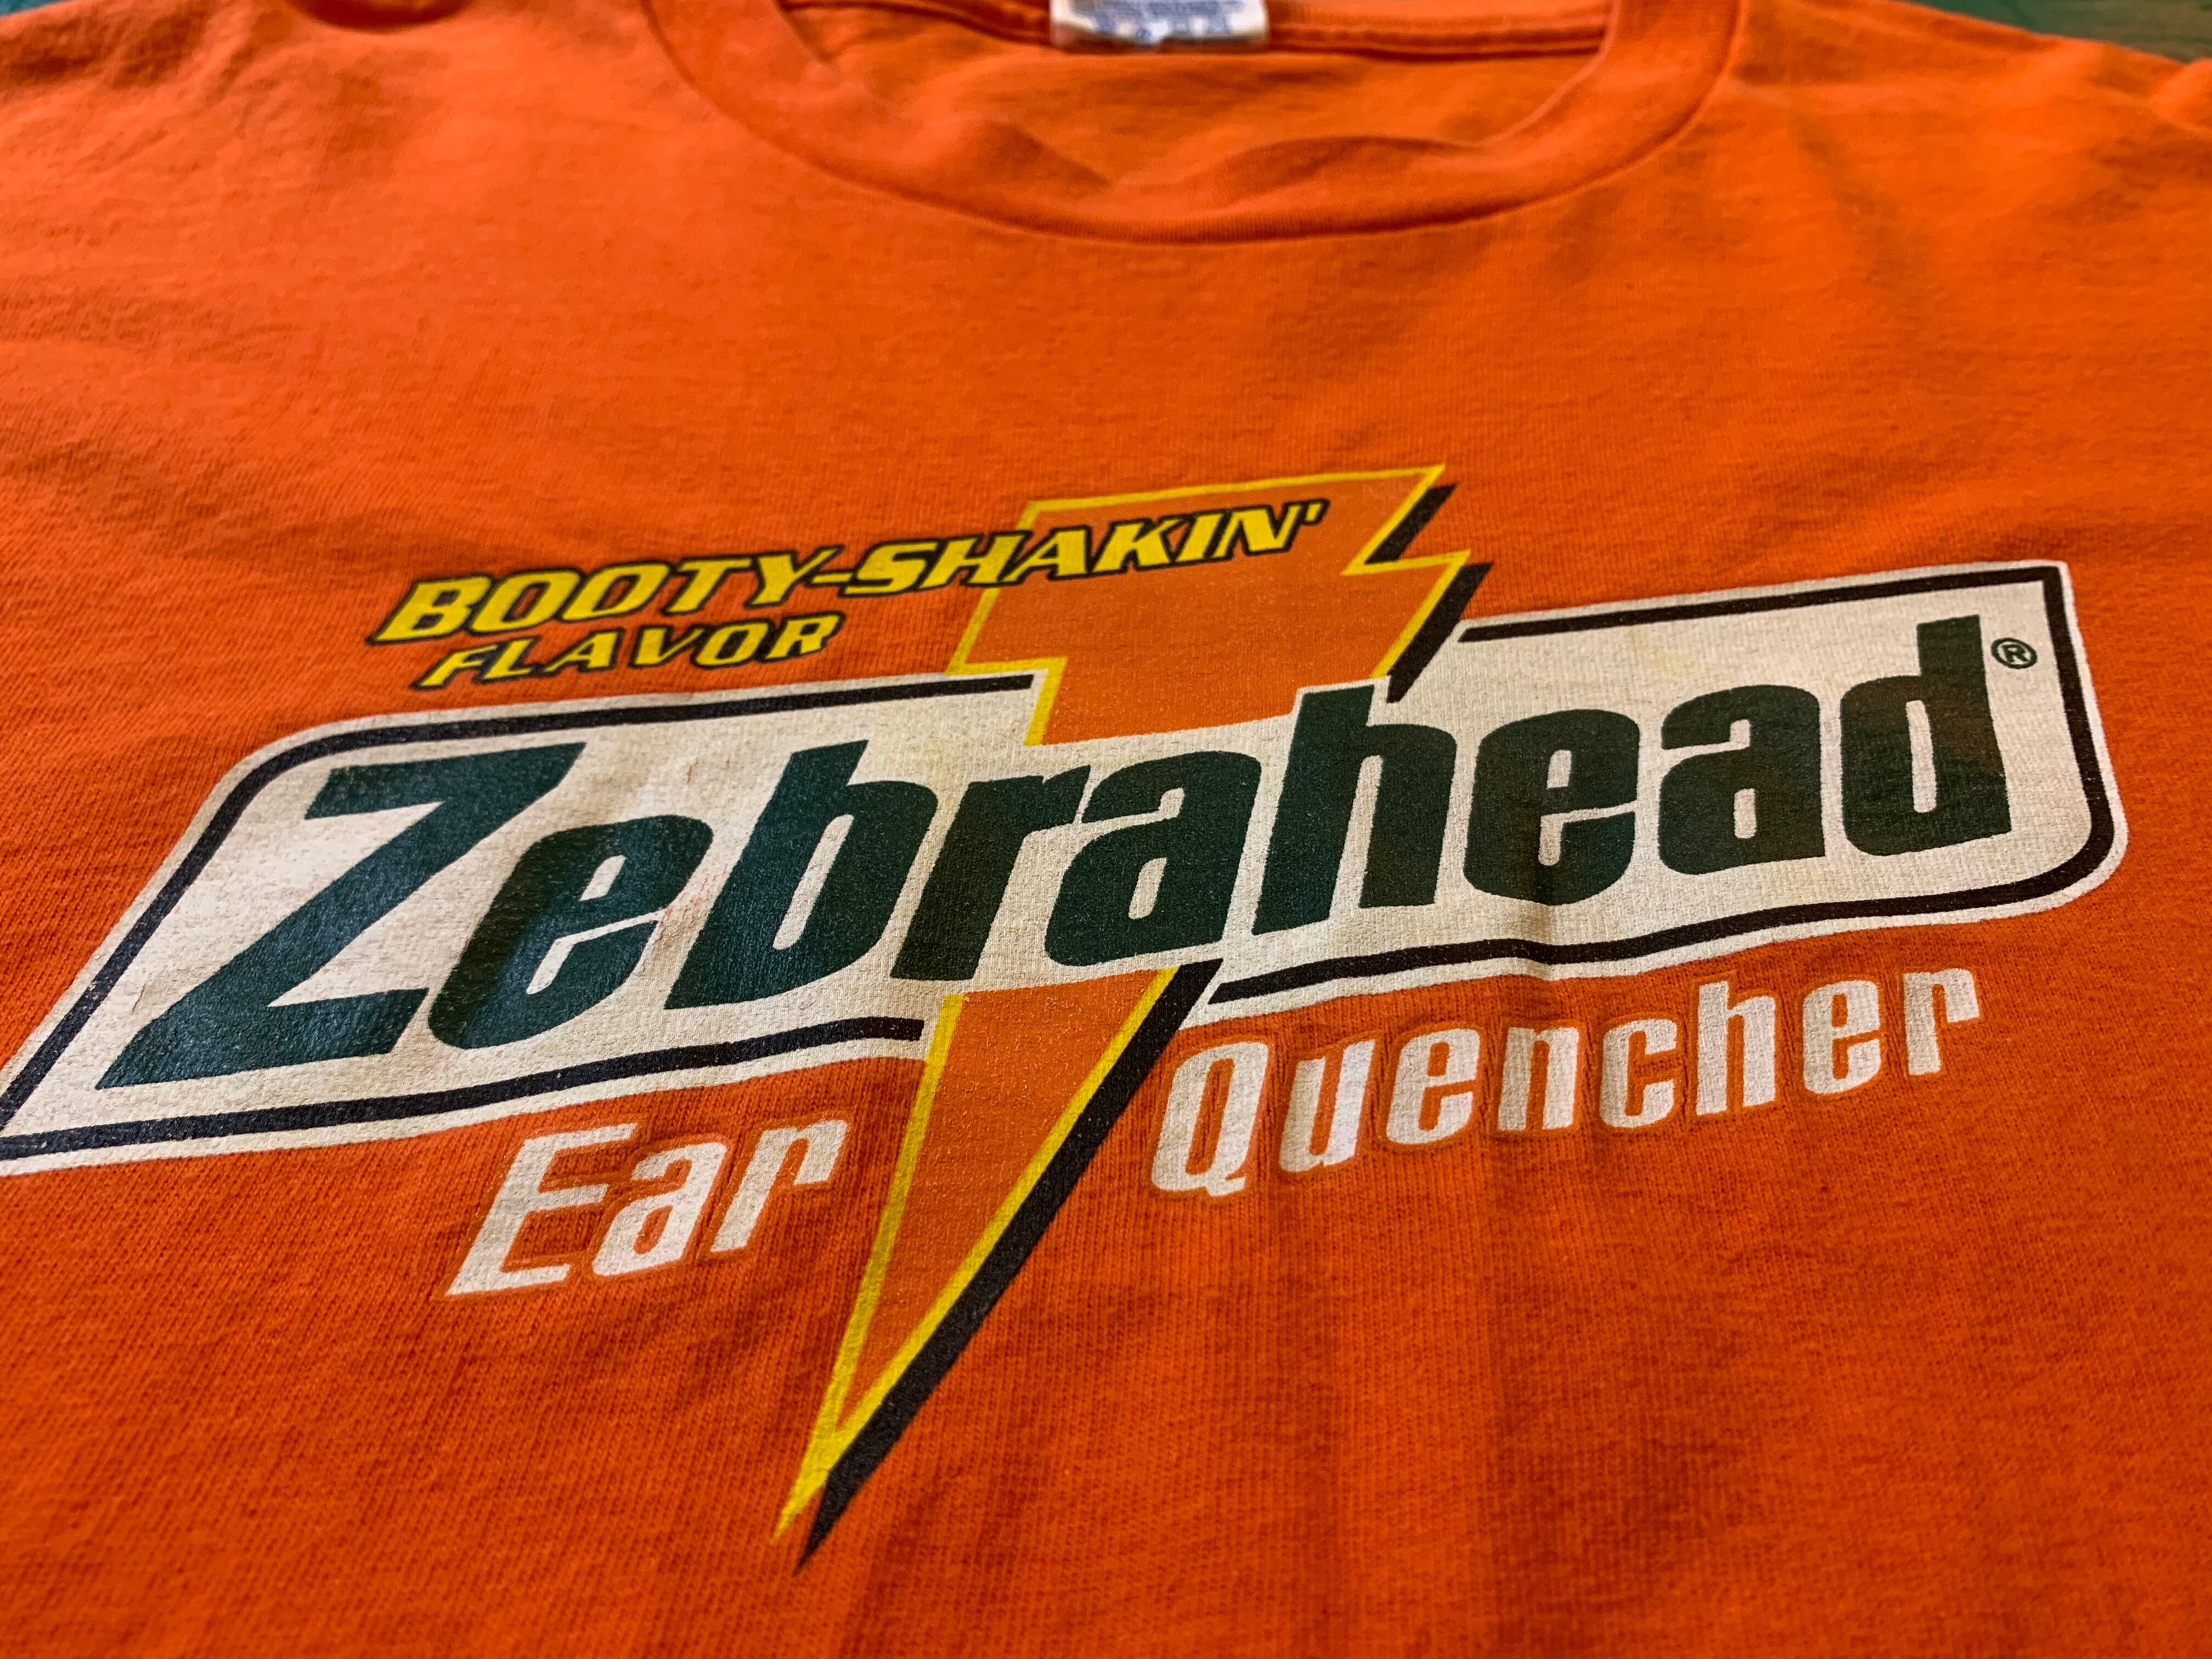 BOOTY-SHAKIN'
FLAVOR
Zebrahead®
Ear Quencher